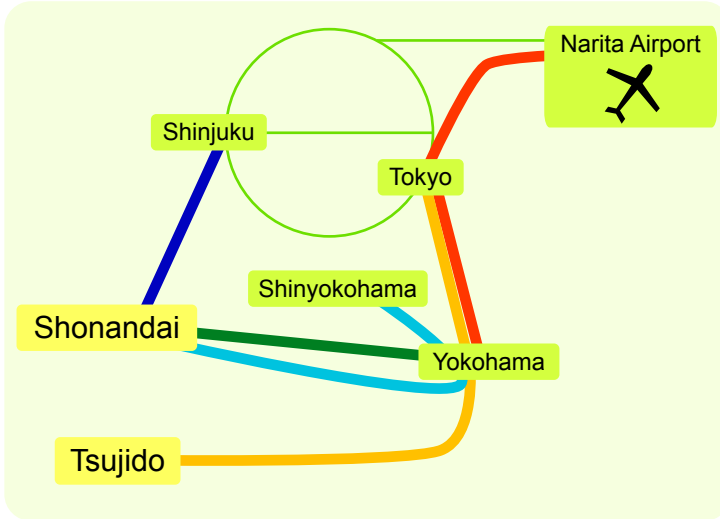 Narita Airport
Shinjuku
Tokyo
Shinyokohama
Shonandai
Yokohama
Tsujido